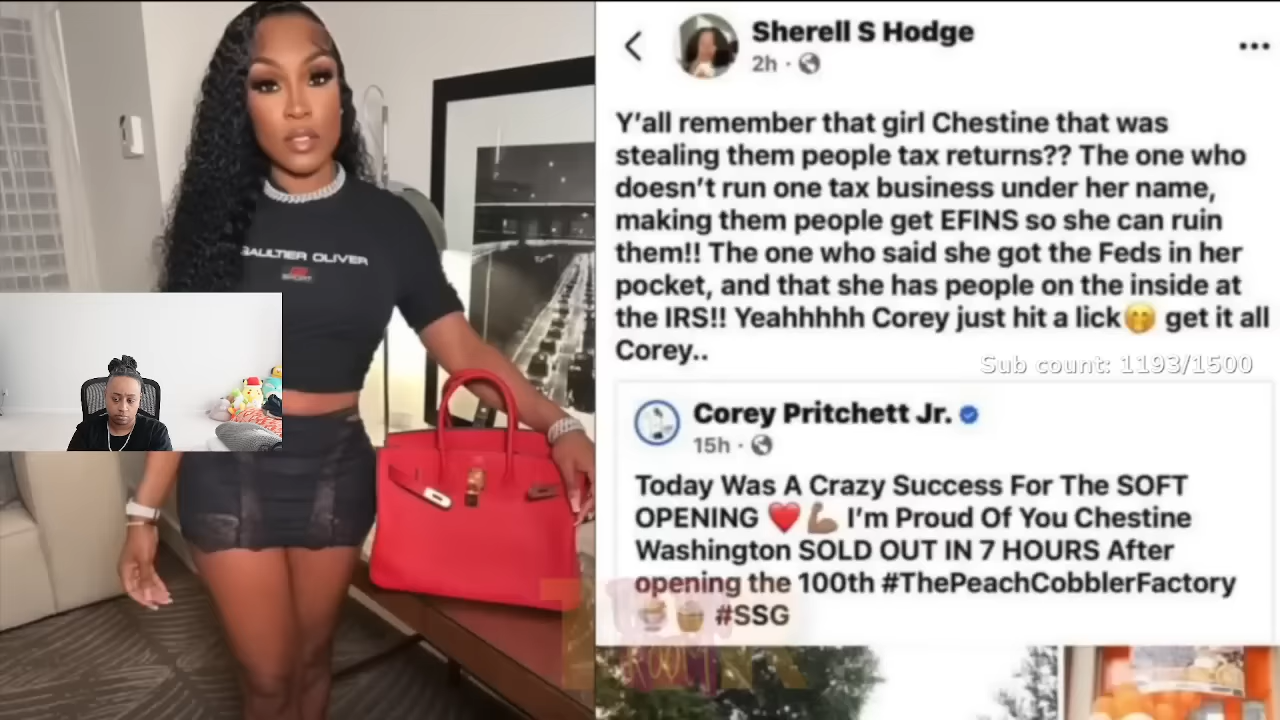 GAULTIER OLIVER
SPORT
Sherell S Hodge
2h
Y'all remember that girl Chestine that was
stealing them people tax returns?? The one who
doesn't run one tax business under her name,
making them people get EFINS so she can ruin
them!! The one who said she got the Feds in her
pocket, and that she has people on the inside at
the IRS!! Yeahhhhh Corey just hit a lick🤭 get it all
Corey..
Sub count: 1193/1500
Corey Pritchett Jr.
15h
Today Was A Crazy Success For The SOFT
OPENING ❤️💪🏽 I'm Proud Of You Chestine
Washington SOLD OUT IN 7 HOURS After
opening the 100th #ThePeachCobblerFactory
🧁 #SSG
ROOM